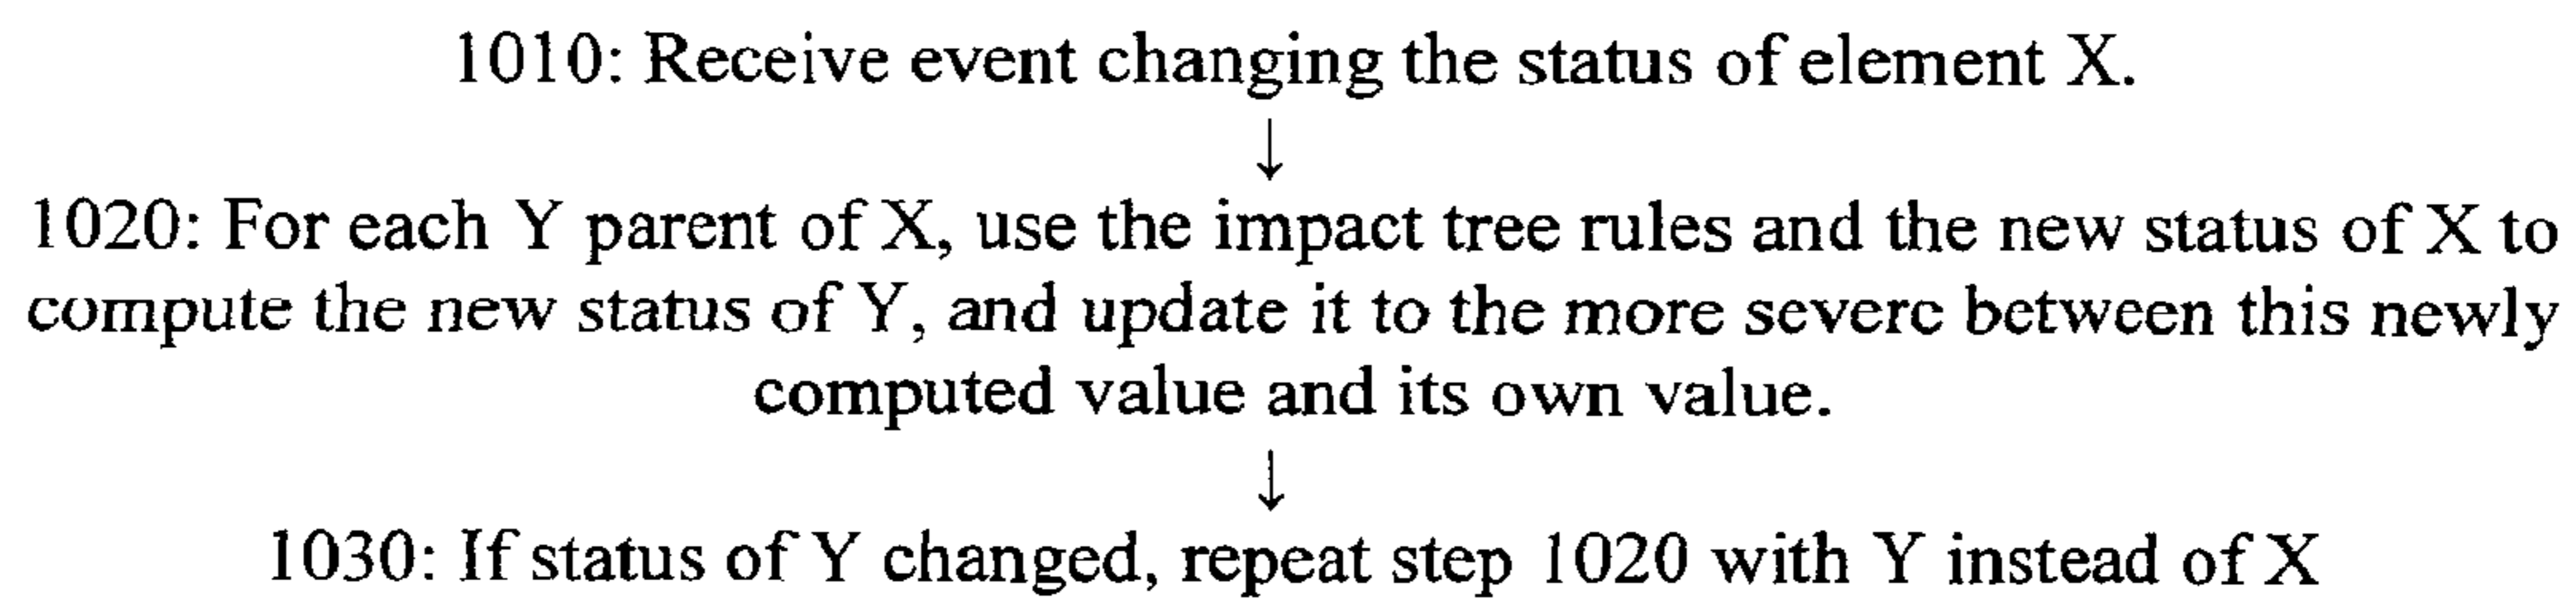 1010: Receive event changing the status of element X.
↓
1020: For each Y parent of X, use the impact tree rules and the new status of X to
compute the new status of Y, and update it to the more severe between this newly
computed value and its own value.
↓
1030: If status of Y changed, repeat step 1020 with Y instead of X